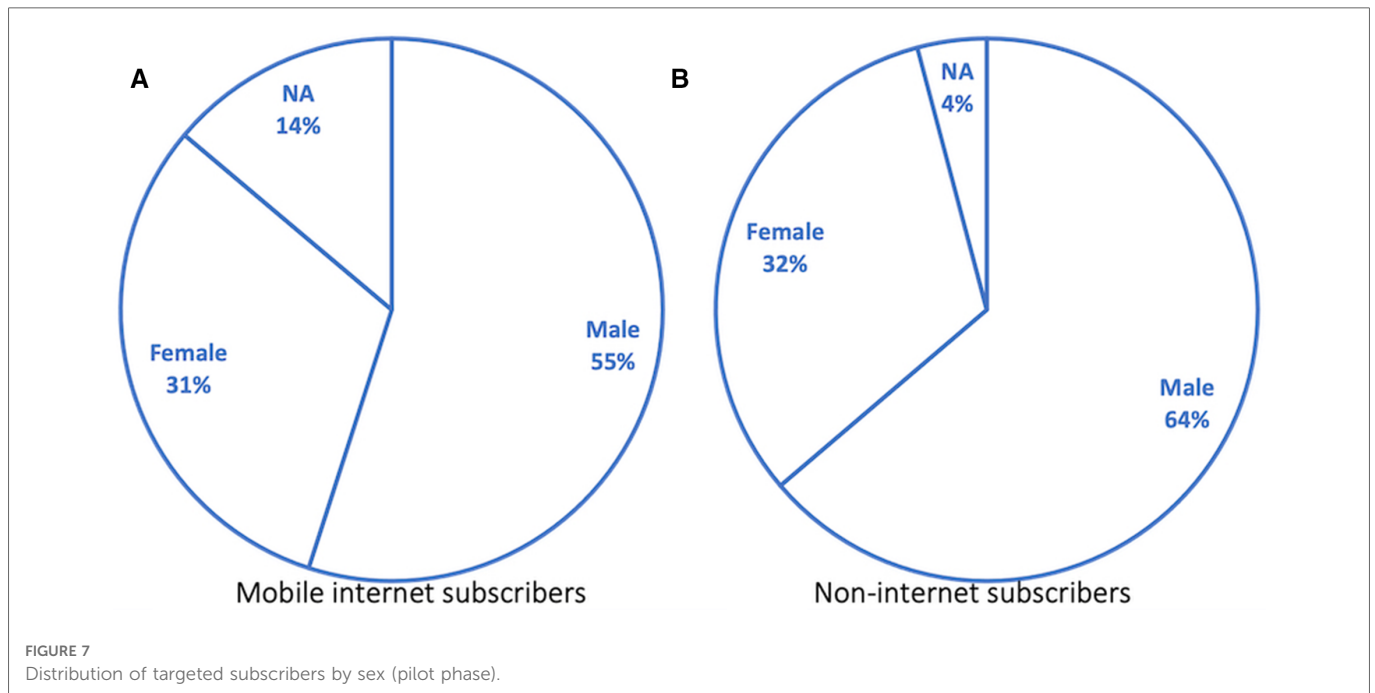 A
NA
14%
Female
31%
Male
55%
Mobile internet subscribers
B
NA
4%
Female
32%
Male
64%
Non-internet subscribers
FIGURE 7
Distribution of targeted subscribers by sex (pilot phase).